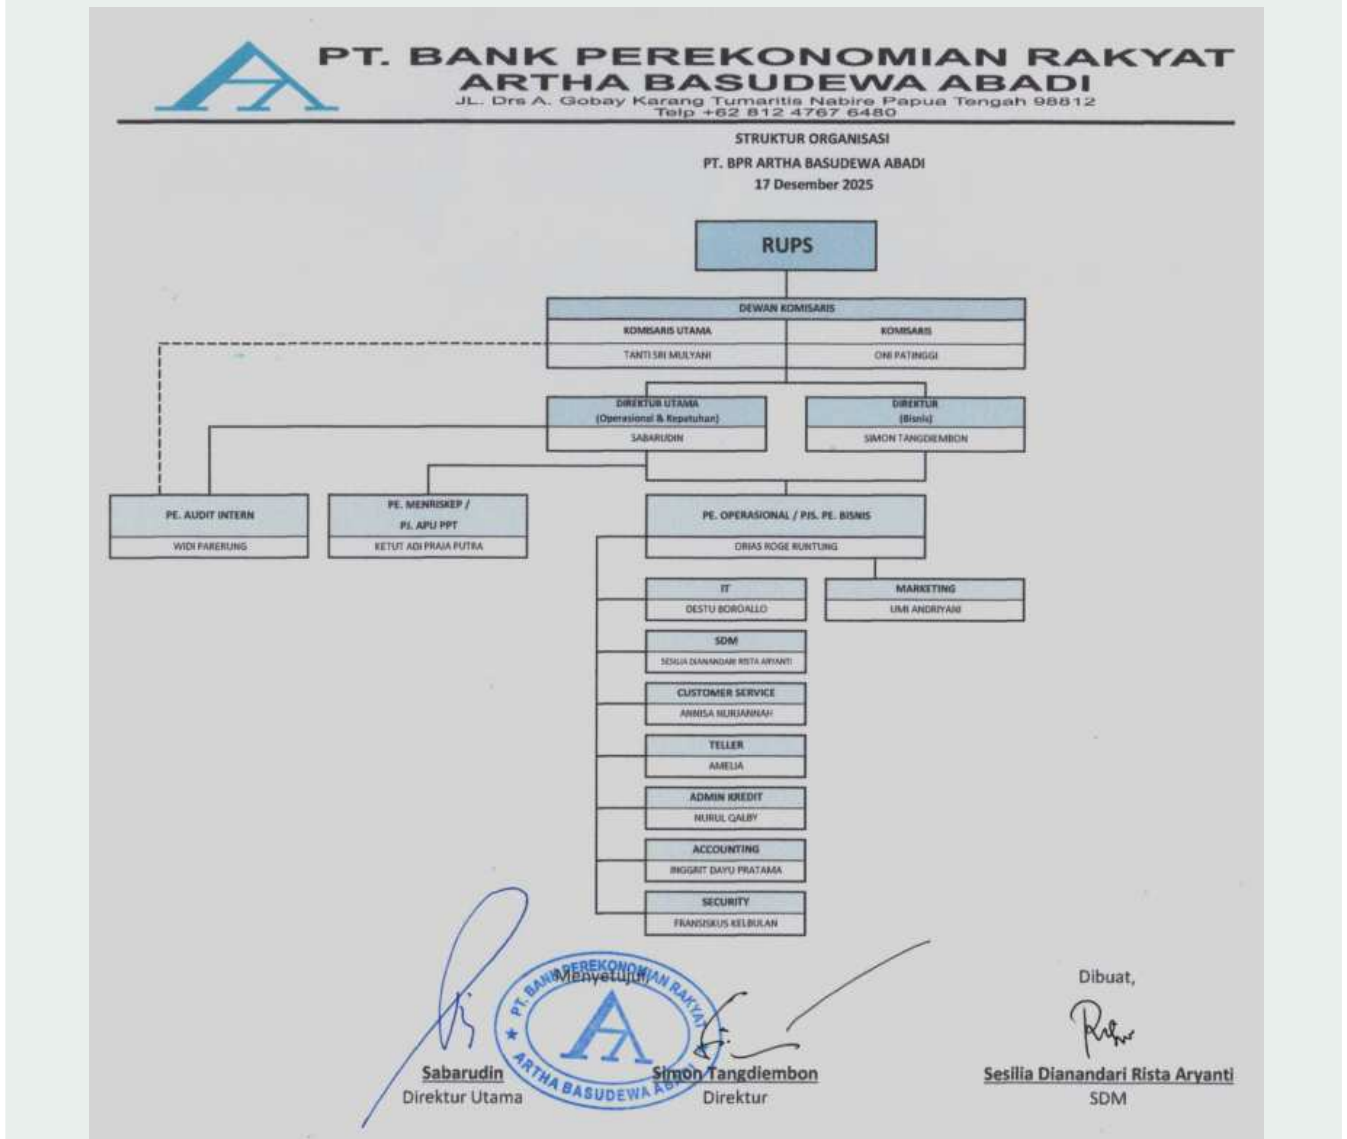 PT. BANK PEREKONOMIAN RAKYAT
ARTHA BASUDEWA ABADI
JL. Drs A. Gobay Karang Tumaritis Nabire Papua Tengah 98812
Telp +62 812 4767 6480
STRUKTUR ORGANISASI
PT. BPR ARTHA BASUDEWA ABADI
17 Desember 2025
RUPS
DEWAN KOMISARIS
KOMISARIS UTAMA
KOMISARIS
TANTI SRI MULYANI
ONI PATINGGI
DIREKTUR UTAMA
(Operasional & Kepatuhan)
SABARUDIN
DIREKTUR
(Bisnis)
SIMON TANGDIEMBON
PE. AUDIT INTERN
WIDI PARERUNG
PE. MENRISKEP /
PJ. APU PPT
KETUT ADI PRAJA PUTRA
PE. OPERASIONAL / PJS. PE. BISNIS
ORIAS ROGE RUNTUNG
IT
DESTU BOROALLO
MARKETING
UMI ANDRIYANI
SDM
SESILIA DIANANDARI RISTA ARYANTI
CUSTOMER SERVICE
ANNISA NURJANNAH
TELLER
AMELIA
ADMIN KREDIT
NURUL QALBY
ACCOUNTING
INGGRIT DAYU PRATAMA
SECURITY
FRANSISKUS KELBULAN
Menyetujui,
Dibuat,
PT. BANK PEREKONOMIAN RAKYAT
ARTHA BASUDEWA ABADI
Sabarudin
Simon Tangdiembon
Sesilia Dianandari Rista Aryanti
Direktur Utama
Direktur
SDM